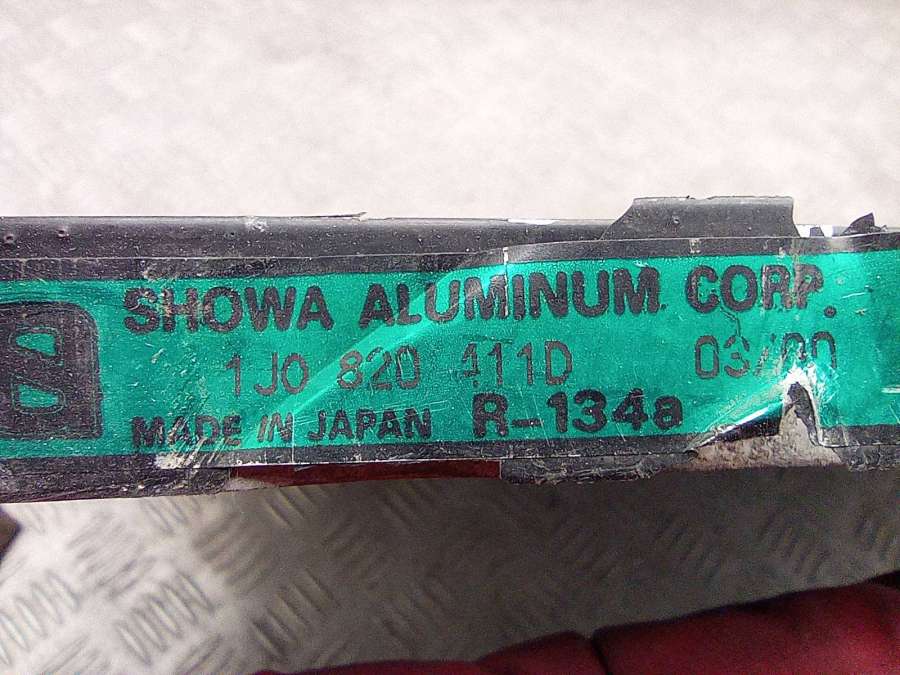 SHOWA ALUMINUM CORP.
1J0 820 411D 03/00
MADE IN JAPAN R-134a